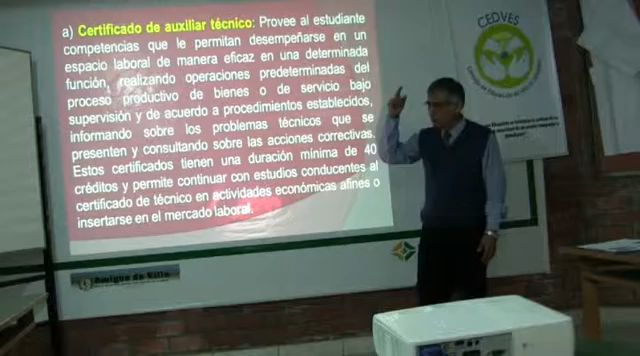 a) Certificado de auxiliar técnico: Provee al estudiante
competencias que le permitan desempeñarse en un
espacio laboral de manera eficaz en una determinada
función, realizando operaciones predeterminadas del
proceso productivo de bienes o de servicio bajo
supervisión y de acuerdo a procedimientos establecidos,
informando sobre los problemas técnicos que se
presenten y consultando sobre las acciones correctivas.
Estos certificados tienen una duración mínima de 40
créditos y permite continuar con estudios conducentes al
certificado de técnico en actividades económicas afines o
insertarse en el mercado laboral.
CEDVES
Amigos de Villa